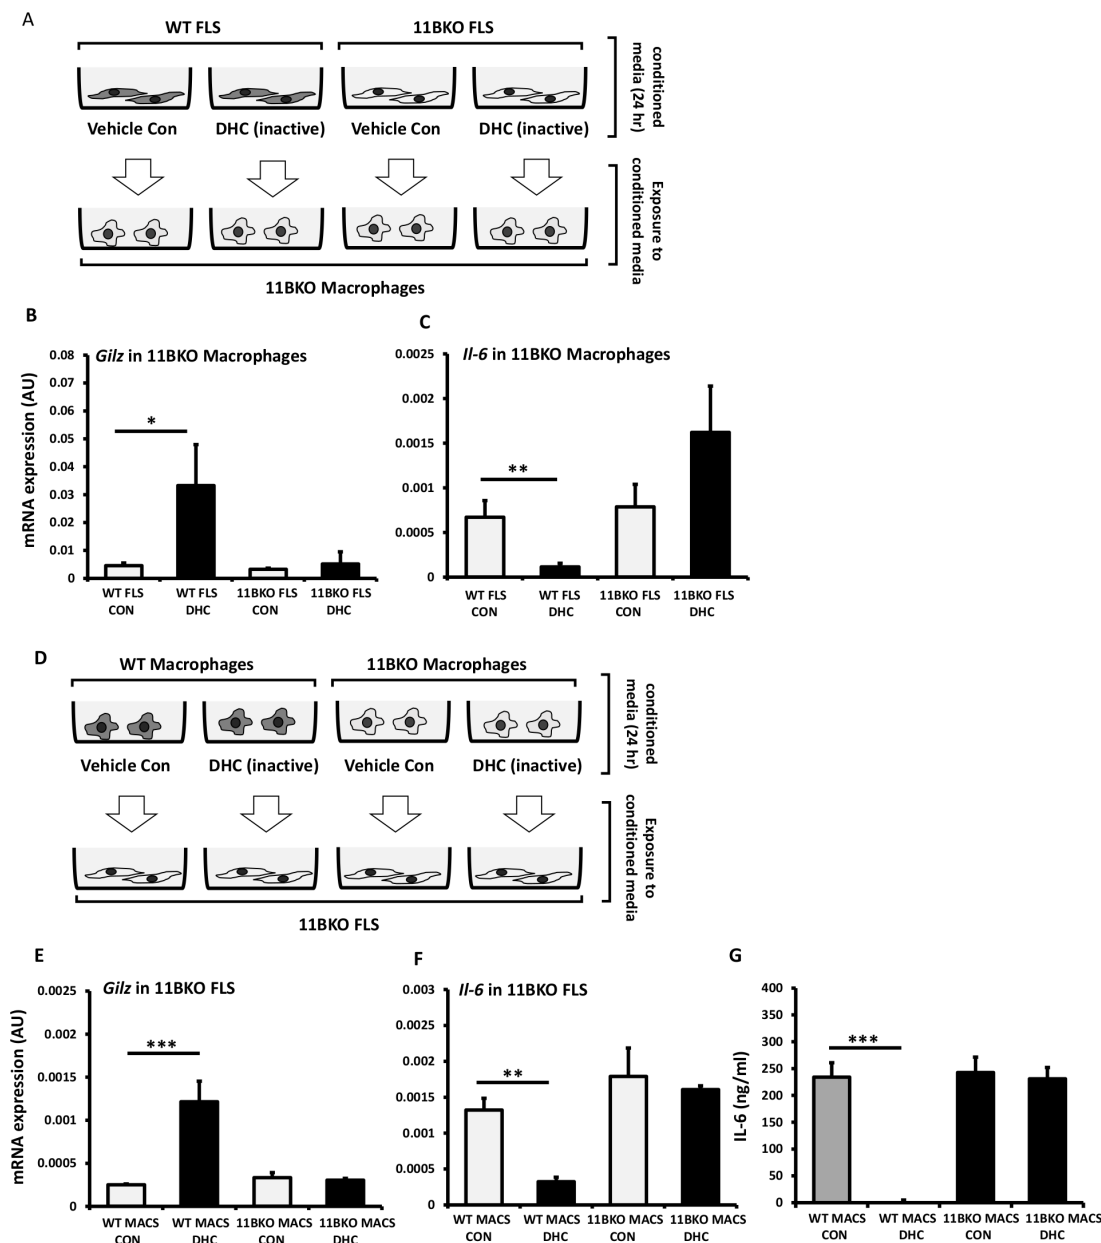 A
WT FLS
11BKO FLS
conditioned
media (24 hr)
Vehicle Con
DHC (inactive)
Vehicle Con
DHC (inactive)
Exposure to
conditioned media
11BKO Macrophages
B
Gilz in 11BKO Macrophages
mRNA expression (AU)
0.08
0.07
0.06
0.05
0.04
0.03
0.02
0.01
0
*
WT FLS
CON
WT FLS
DHC
11BKO FLS
CON
11BKO FLS
DHC
C
Il-6 in 11BKO Macrophages
0.0025
0.002
0.0015
0.001
0.0005
0
**
WT FLS
CON
WT FLS
DHC
11BKO FLS
CON
11BKO FLS
DHC
D
WT Macrophages
11BKO Macrophages
conditioned
media (24 hr)
Vehicle Con
DHC (inactive)
Vehicle Con
DHC (inactive)
Exposure to
conditioned media
11BKO FLS
E
Gilz in 11BKO FLS
mRNA expression (AU)
0.0025
0.002
0.0015
0.001
0.0005
0
***
WT MACS
CON
WT MACS
DHC
11BKO MACS
CON
11BKO MACS
DHC
F
Il-6 in 11BKO FLS
0.003
0.0025
0.002
0.0015
0.001
0.0005
0
**
WT MACS
CON
WT MACS
DHC
11BKO MACS
CON
11BKO MACS
DHC
G
IL-6 (ng/ml)
400
350
300
250
200
150
100
50
0
***
WT MACS
CON
WT MACS
DHC
11BKO MACS
CON
11BKO MACS
DHC